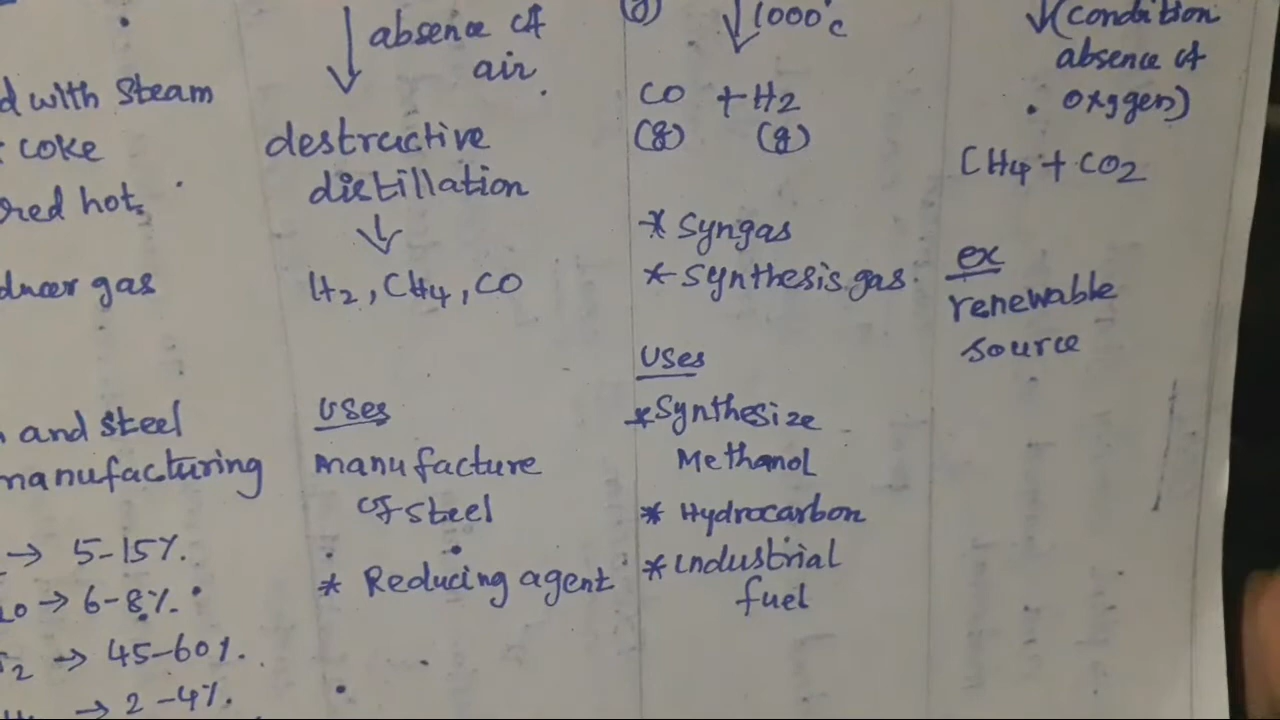 d with Steam
coke
red hot.
ducer gas
and steel
manufacturing
→ 5-15%.
→ 6-8%.
→ 45-60%.
→ 2-4%.
absence of
air
destructive
distillation
H2, CH4, CO
Uses
manufacture
of steel
* Reducing agent
1000°C
CO + H2
(g) (g)
* Syngas
* Synthesis gas
Uses
* Synthesize
Methanol
* Hydrocarbon
* industrial
fuel
(condition
absence of
oxygen)
CH4 + CO2
ex
renewable
source